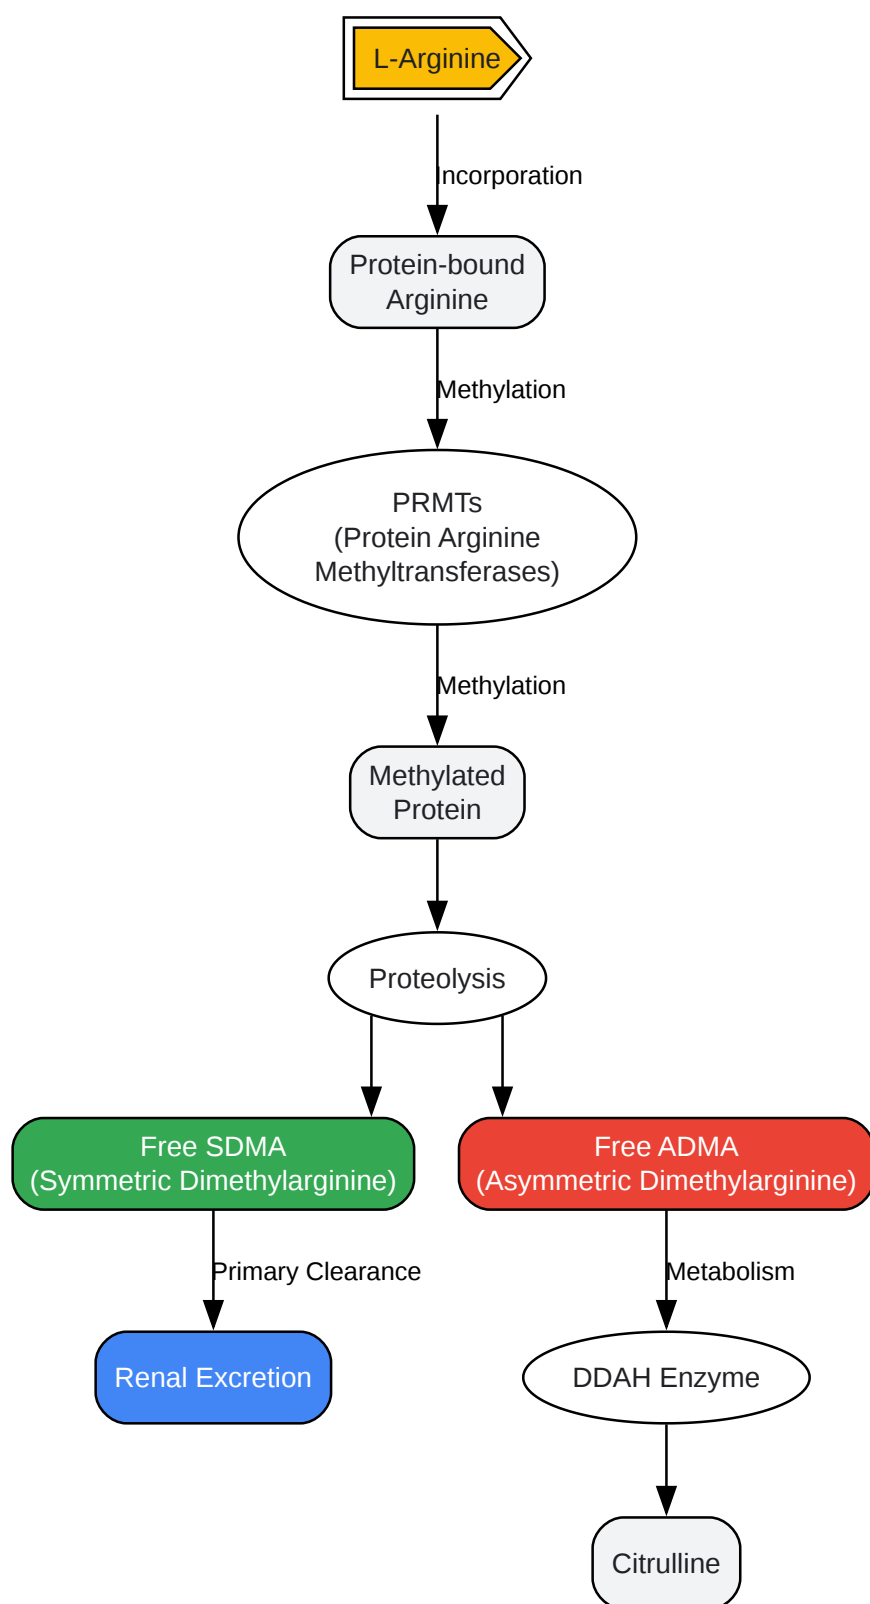 L-Arginine
Incorporation
Protein-bound
Arginine
Methylation
PRMTs
(Protein Arginine
Methyltransferases)
Methylation
Methylated
Protein
Proteolysis
Free SDMA
(Symmetric Dimethylarginine)
Free ADMA
(Asymmetric Dimethylarginine)
Primary Clearance
Metabolism
Renal Excretion
DDAH Enzyme
Citrulline